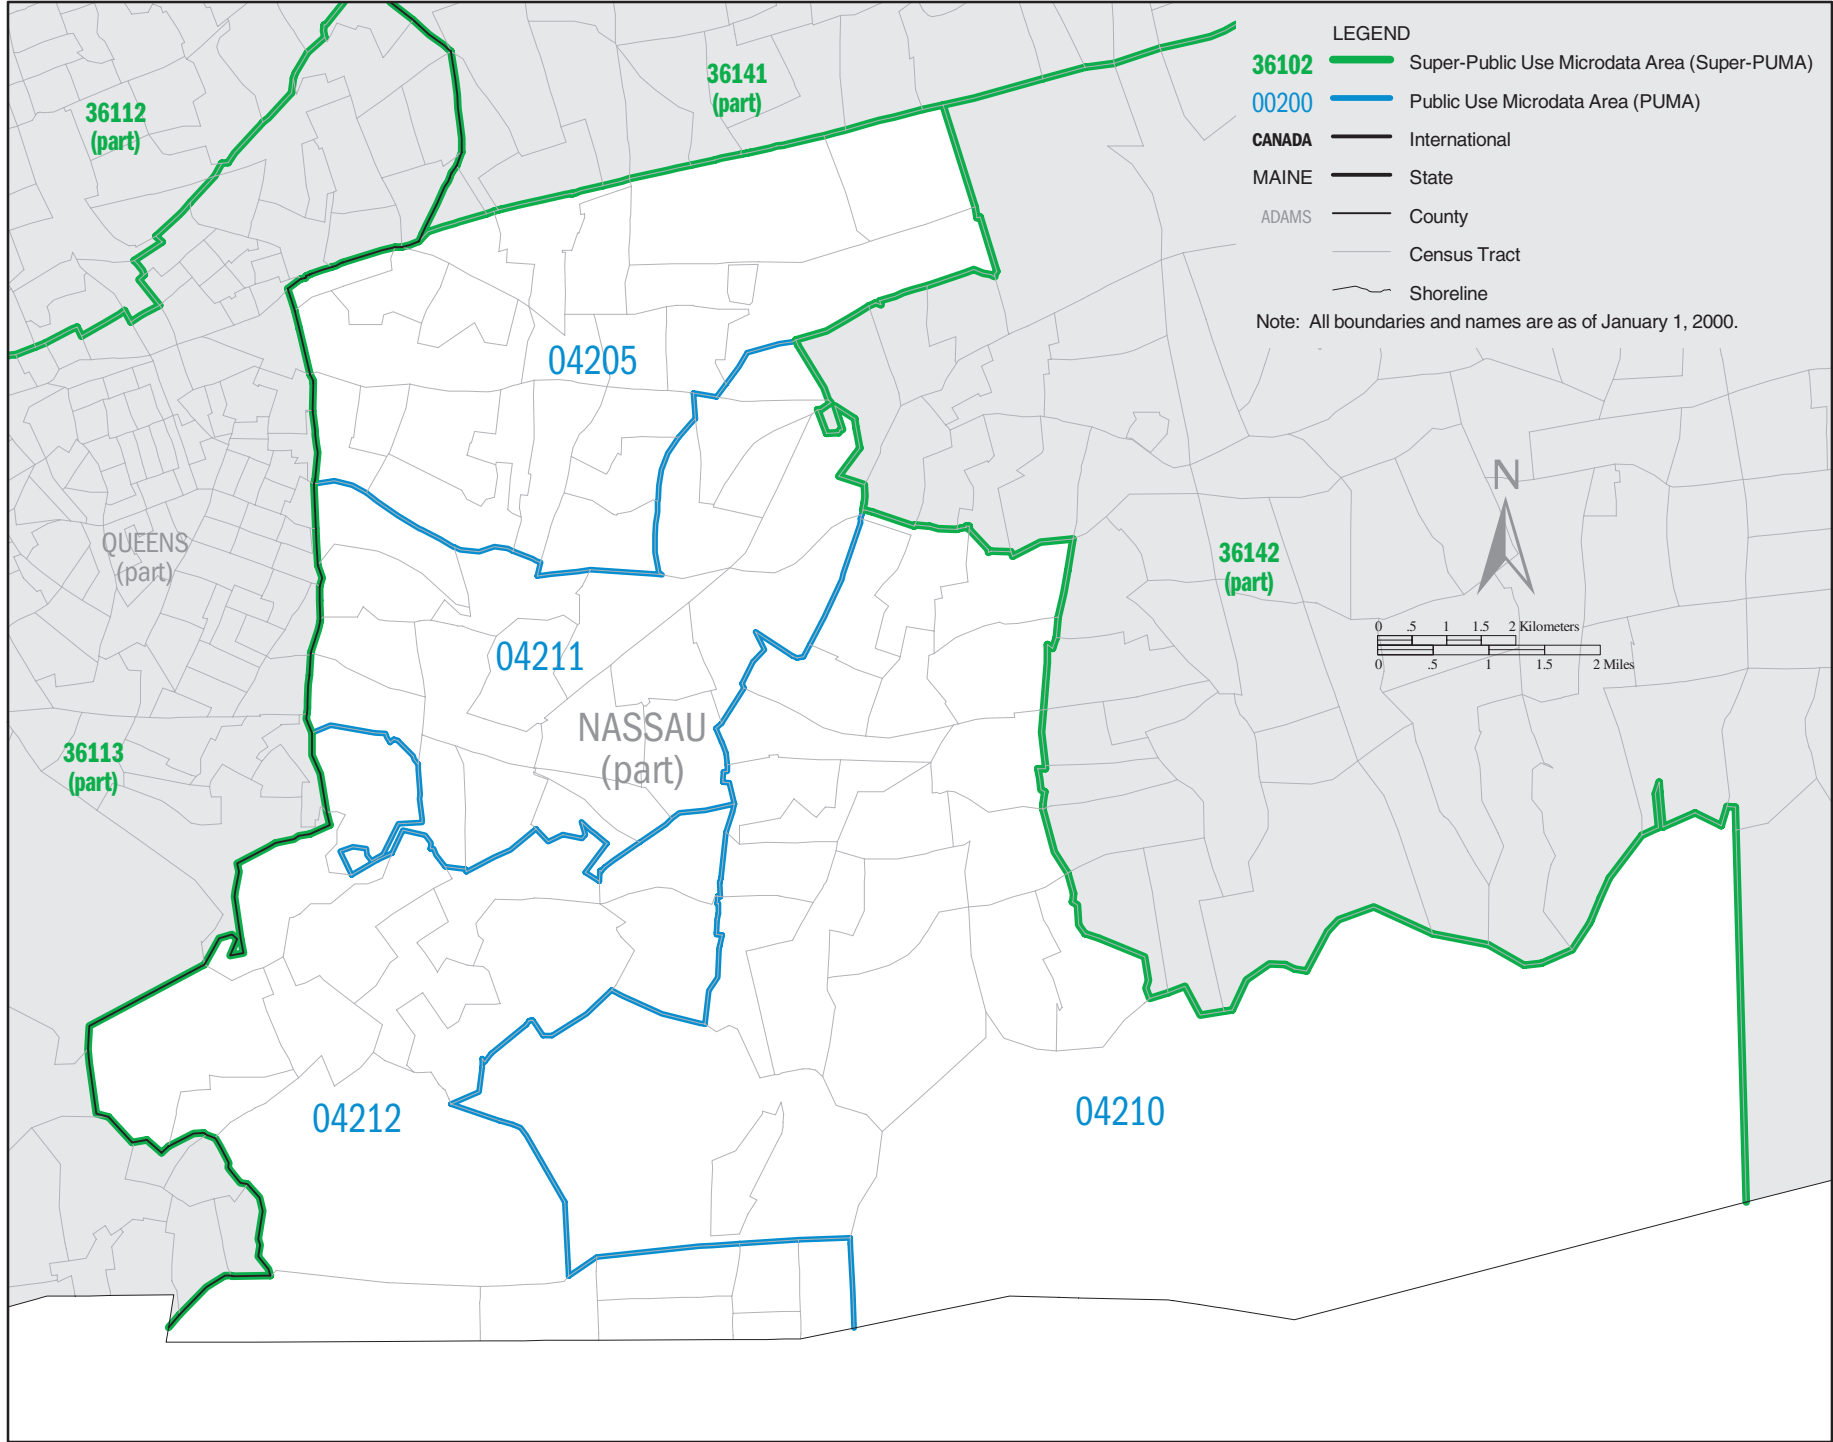 LEGEND
36102 Super-Public Use Microdata Area (Super-PUMA)
00200 Public Use Microdata Area (PUMA)
CANADA International
MAINE State
ADAMS County
Census Tract
Shoreline
Note: All boundaries and names are as of January 1, 2000.
36141
(part)
36112
(part)
04205
N
QUEENS
(part)
36142
(part)
0 .5 1 1.5 2 Kilometers
0 .5 1 1.5 2 Miles
04211
NASSAU
(part)
36113
(part)
04212
04210